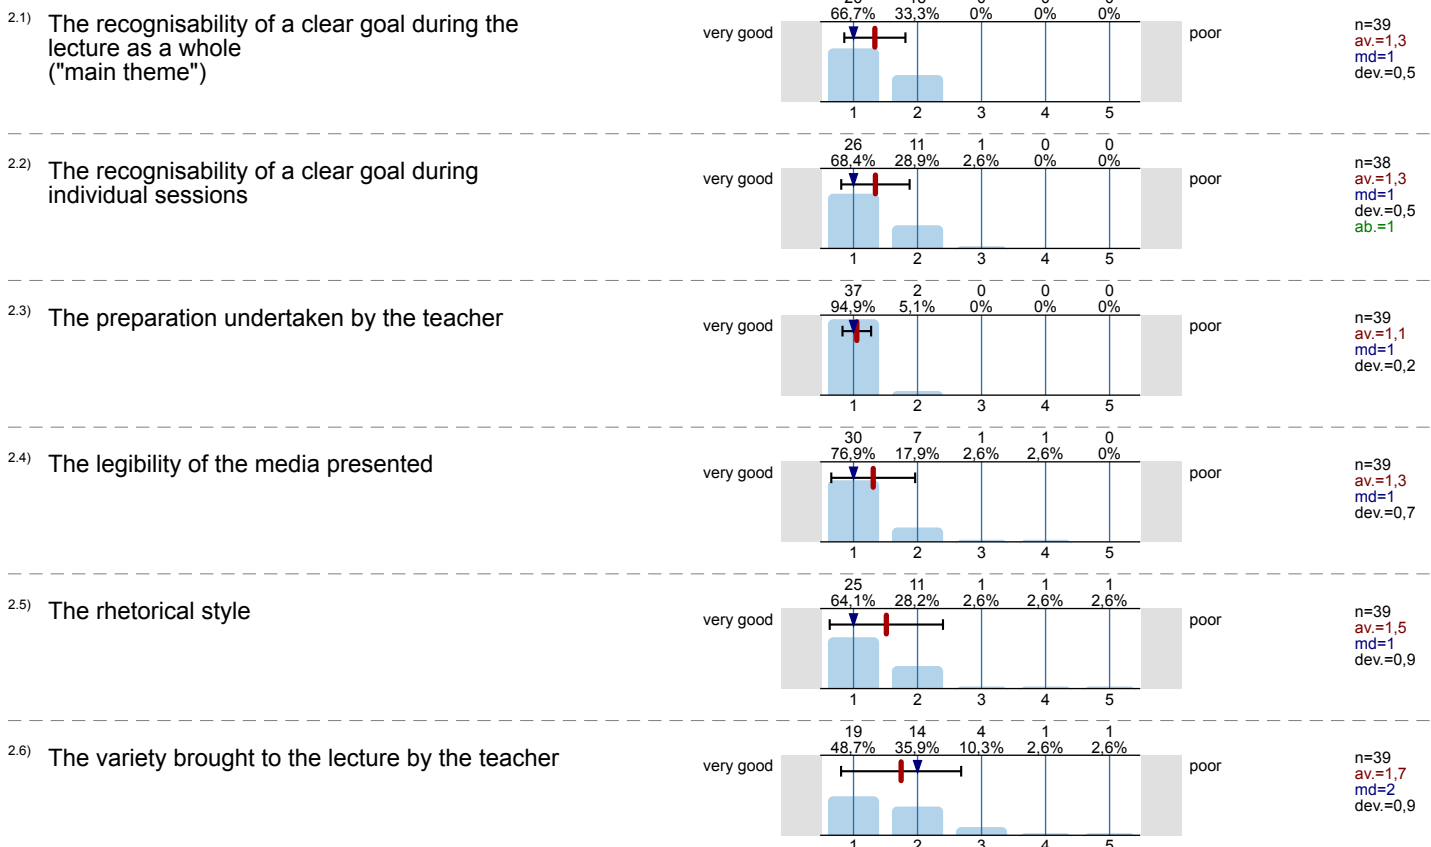 66,7% 33,3% 0% 0% 0%
2.1) The recognisability of a clear goal during the
lecture as a whole
("main theme")
very good
poor
n=39
av.=1,3
md=1
dev.=0,5
1 2 3 4 5
26 11 1 0 0
68,4% 28,9% 2,6% 0% 0%
2.2) The recognisability of a clear goal during
individual sessions
very good
poor
n=38
av.=1,3
md=1
dev.=0,5
ab.=1
1 2 3 4 5
37 2 0 0 0
94,9% 5,1% 0% 0% 0%
2.3) The preparation undertaken by the teacher
very good
poor
n=39
av.=1,1
md=1
dev.=0,2
1 2 3 4 5
30 7 1 1 0
76,9% 17,9% 2,6% 2,6% 0%
2.4) The legibility of the media presented
very good
poor
n=39
av.=1,3
md=1
dev.=0,7
1 2 3 4 5
25 11 1 1 1
64,1% 28,2% 2,6% 2,6% 2,6%
2.5) The rhetorical style
very good
poor
n=39
av.=1,5
md=1
dev.=0,9
1 2 3 4 5
19 14 4 1 1
48,7% 35,9% 10,3% 2,6% 2,6%
2.6) The variety brought to the lecture by the teacher
very good
poor
n=39
av.=1,7
md=2
dev.=0,9
1 2 3 4 5